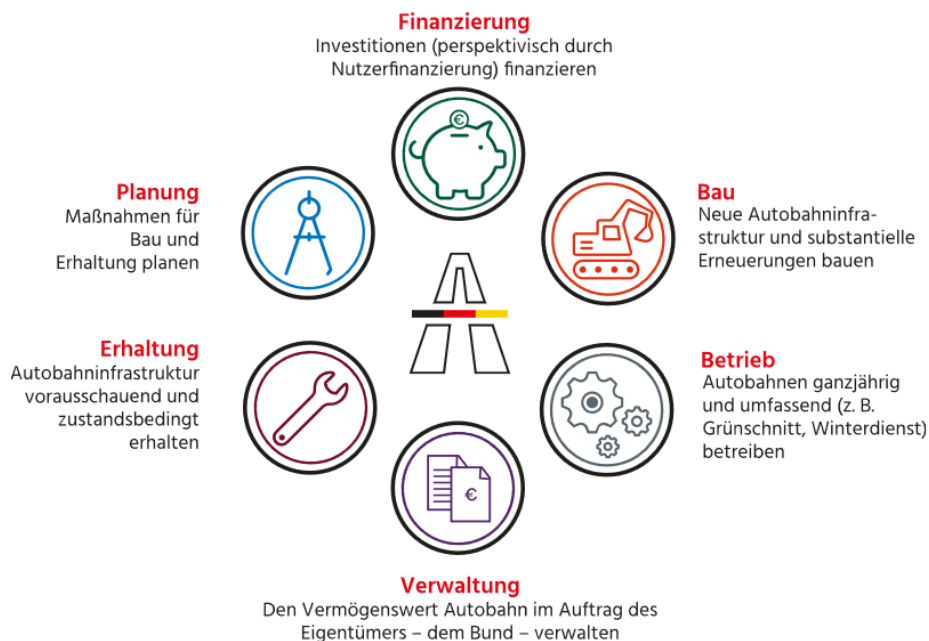 Finanzierung
Investitionen (perspektivisch durch
Nutzerfinanzierung) finanzieren
€
Planung
Maßnahmen für
Bau und
Erhaltung planen
Bau
Neue Autobahninfra-
struktur und substantielle
Erneuerungen bauen
Erhaltung
Autobahninfrastruktur
vorausschauend und
zustandsbedingt
erhalten
Betrieb
Autobahnen ganzjährig
und umfassend (z. B.
Grünschnitt, Winterdienst)
betreiben
€
Verwaltung
Den Vermögenswert Autobahn im Auftrag des
Eigentümers – dem Bund – verwalten